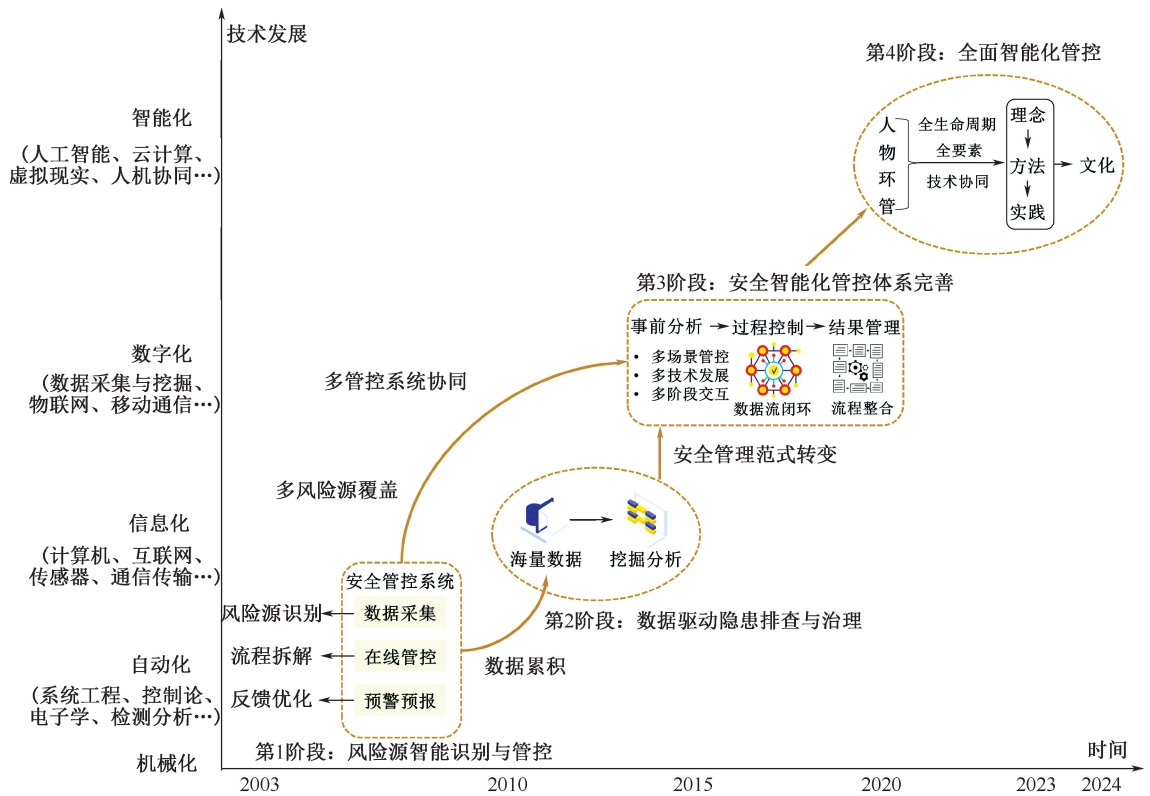 技术发展
第4阶段：全面智能化管控
智能化
（人工智能、云计算、
虚拟现实、人机协同…）
人
物
环
管
全生命周期
全要素
技术协同
理念
方法
实践
文化
第3阶段：安全智能化管控体系完善
事前分析
过程控制
结果管理
• 多场景管控
• 多技术发展
• 多阶段交互
数据流闭环
流程整合
数字化
（数据采集与挖掘、
物联网、移动通信…）
多管控系统协同
安全管理范式转变
多风险源覆盖
信息化
（计算机、互联网、
传感器、通信传输…）
海量数据
挖掘分析
第2阶段：数据驱动隐患排查与治理
安全管控系统
数据采集
在线管控
预警预报
风险源识别
流程拆解
反馈优化
数据累积
自动化
（系统工程、控制论、
电子学、检测分析…）
第1阶段：风险源智能识别与管控
机械化
时间
2003
2010
2015
2020
2023
2024